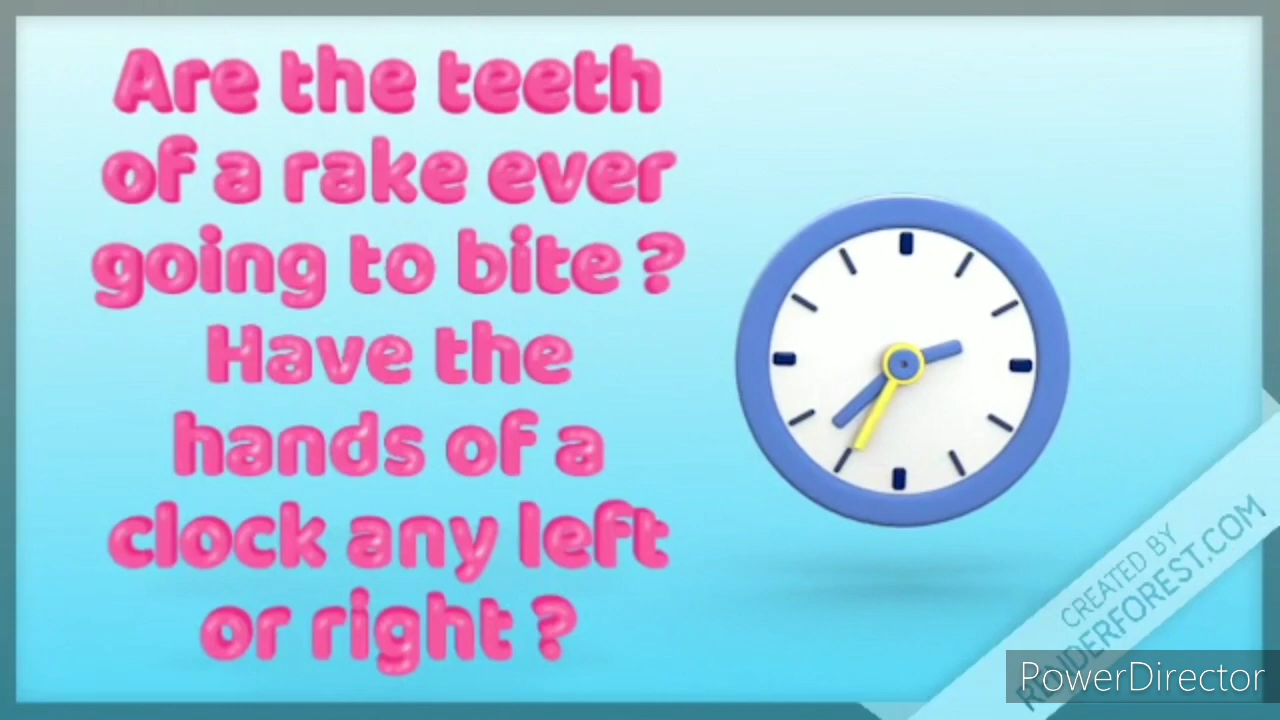 Are the teeth
of a rake ever
going to bite ?
Have the
hands of a
clock any left
or right ?
CREATED BY
RENDERFOREST.COM
PowerDirector